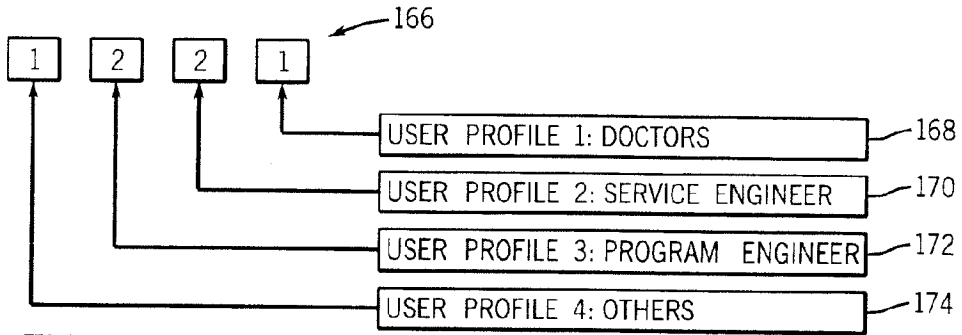 166
1 2 2 1
USER PROFILE 1: DOCTORS 168
USER PROFILE 2: SERVICE ENGINEER 170
USER PROFILE 3: PROGRAM ENGINEER 172
USER PROFILE 4: OTHERS 174